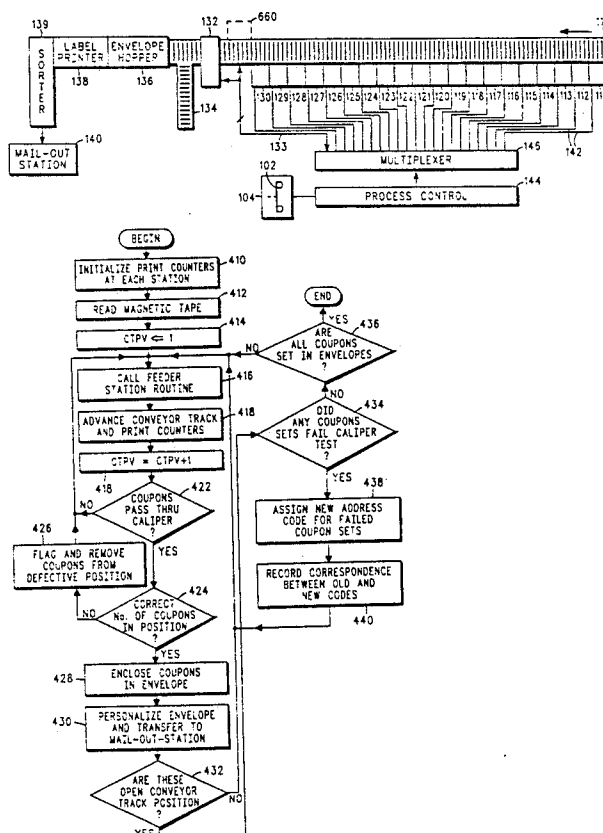 139
132
660
11
SORTER
LABEL
PRINTER
ENVELOPE
HOPPER
138
136
134
130 129 128 127 126 125 124 123 122 121 120 119 118 117 116 115 114 113 112 11
133
142
MAIL-OUT
STATION
140
MULTIPLEXER
102
104
PROCESS CONTROL
144
BEGIN
INITIALIZE PRINT COUNTERS
AT EACH STATION
410
READ MAGNETIC TAPE
412
CTPV ⇐ 1
414
CALL FEEDER
STATION ROUTINE
416
ADVANCE CONVEYOR TRACK
AND PRINT COUNTERS
418
CTPV = CTPV+1
418
COUPONS
PASS THRU
CALIPER
?
422
NO
YES
426
FLAG AND REMOVE
COUPONS FROM
DEFECTIVE POSITION
CORRECT
No. OF COUPONS
IN POSITION
?
424
NO
YES
428
ENCLOSE COUPONS
IN ENVELOPE
430
PERSONALIZE ENVELOPE
AND TRANSFER TO
MAIL-OUT-STATION
432
ARE THESE
OPEN CONVEYOR
TRACK POSITION
?
NO
YES
END
YES
436
ARE
ALL COUPONS
SET IN ENVELOPES
?
NO
NO
434
DID
ANY COUPONS
SETS FAIL CALIPER
TEST
?
YES
438
ASSIGN NEW ADDRESS
CODE FOR FAILED
COUPON SETS
RECORD CORRESPONDENCE
BETWEEN OLD AND
NEW CODES
440